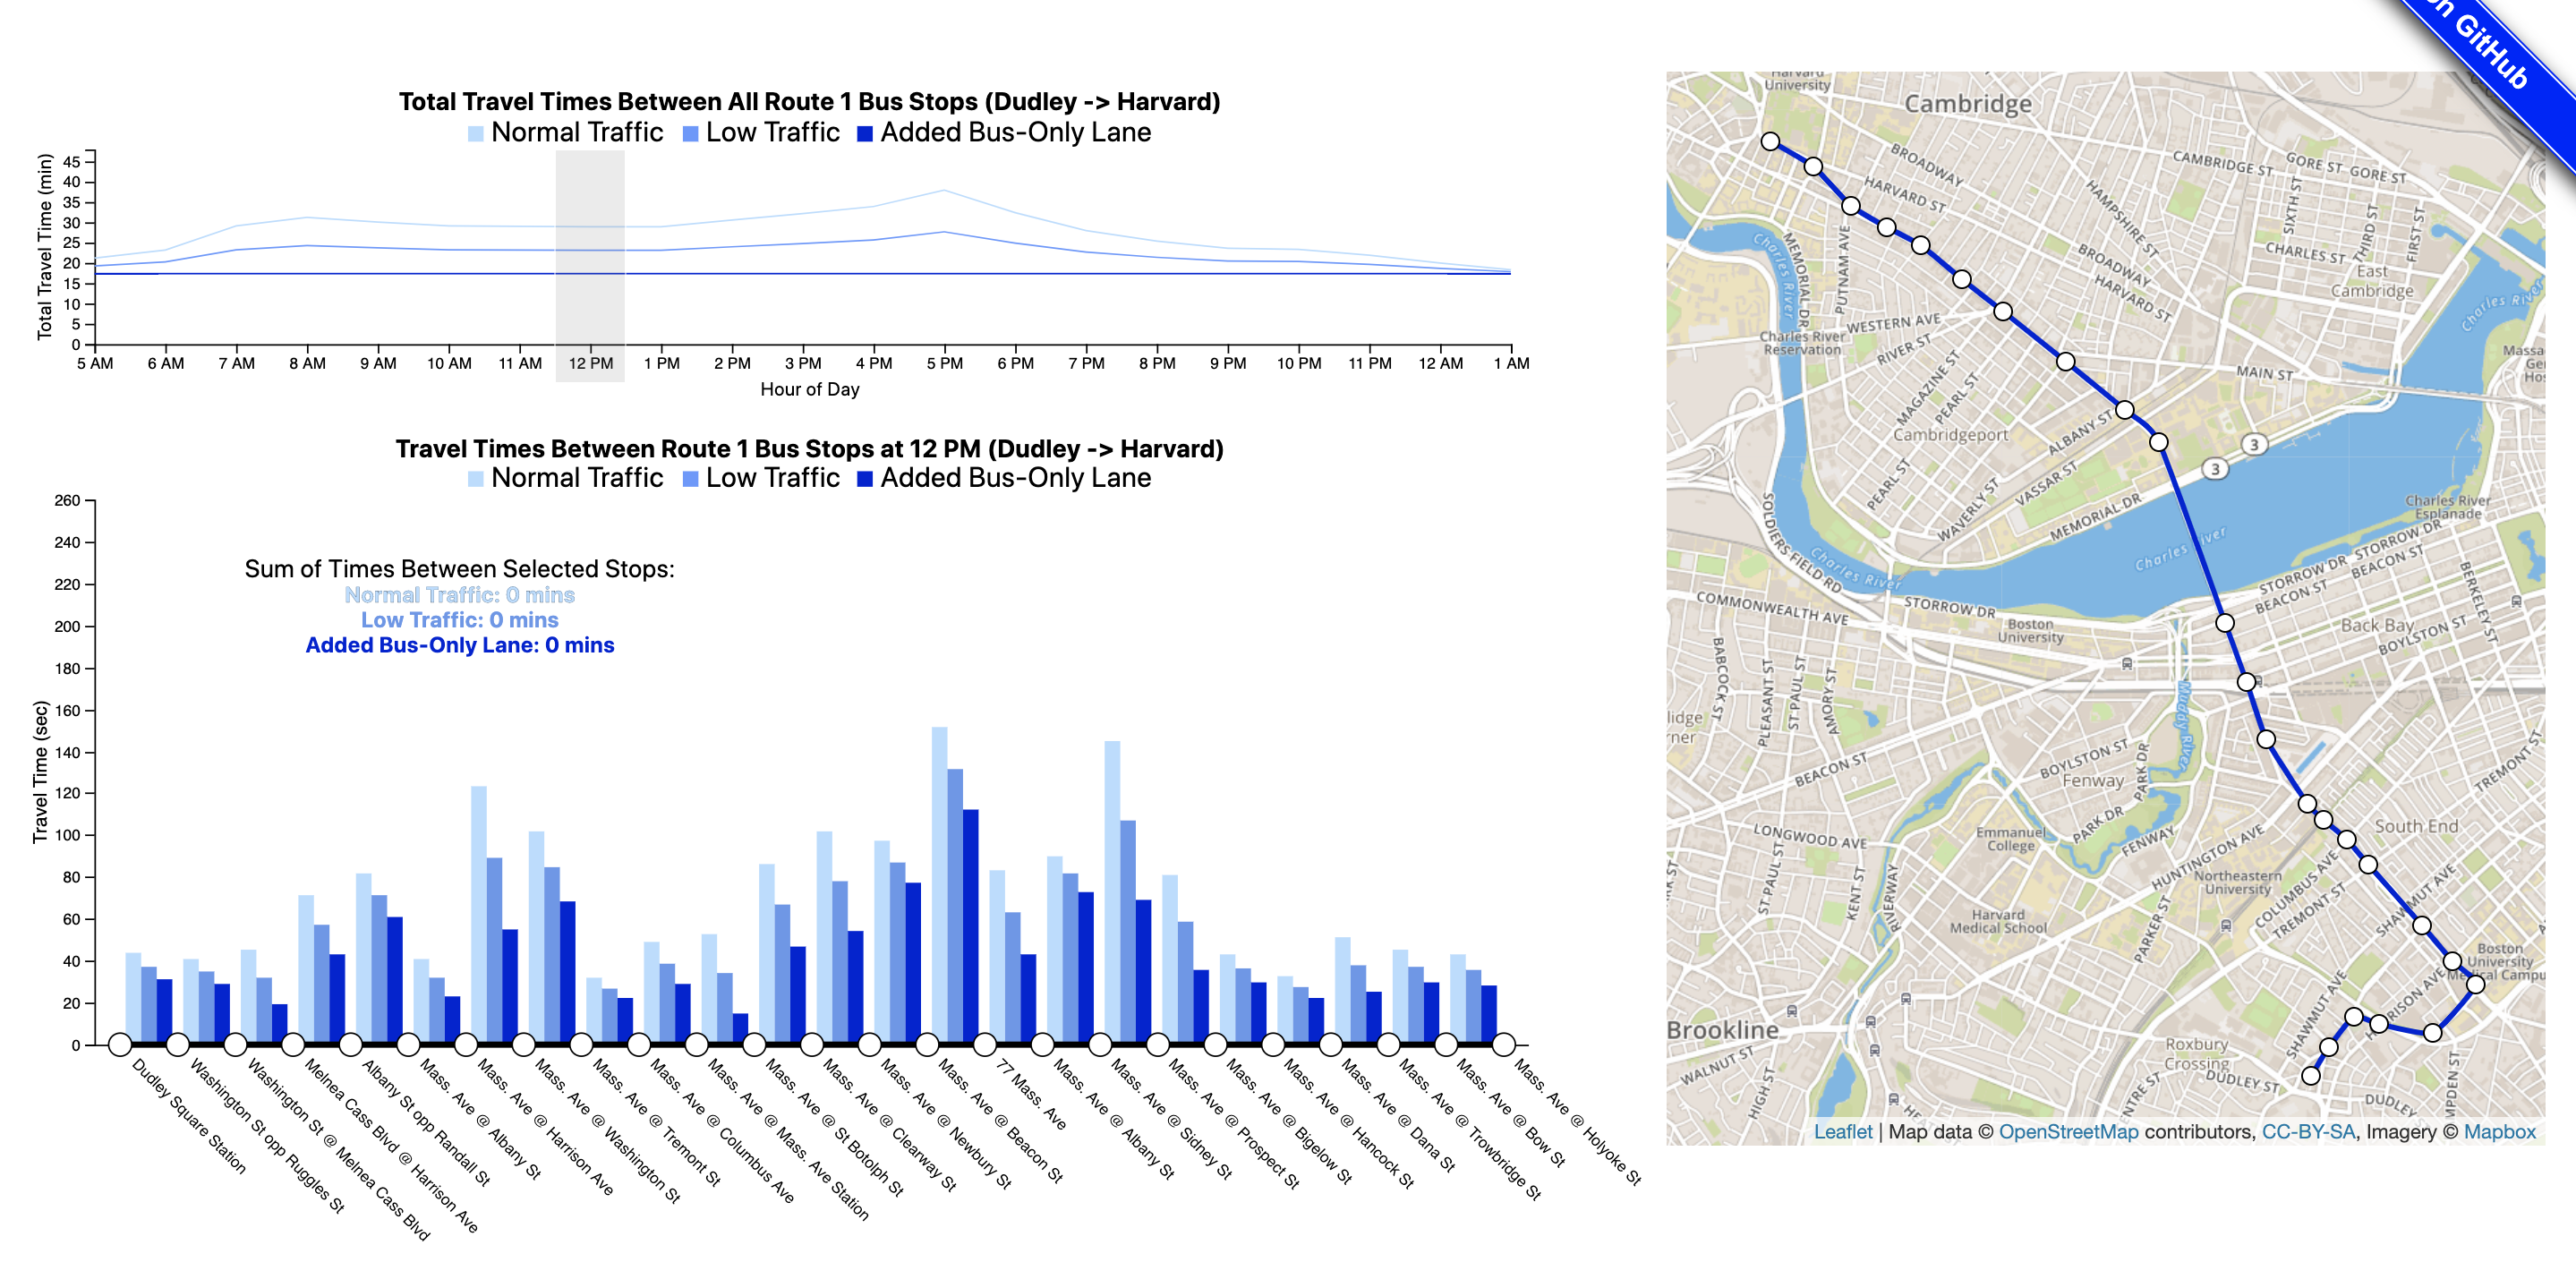 on GitHub
Total Travel Times Between All Route 1 Bus Stops (Dudley -> Harvard)
Normal Traffic Low Traffic Added Bus-Only Lane
Total Travel Time (min)
45
40
35
30
25
20
15
10
5
0
5 AM 6 AM 7 AM 8 AM 9 AM 10 AM 11 AM 12 PM 1 PM 2 PM 3 PM 4 PM 5 PM 6 PM 7 PM 8 PM 9 PM 10 PM 11 PM 12 AM 1 AM
Hour of Day
Travel Times Between Route 1 Bus Stops at 12 PM (Dudley -> Harvard)
Normal Traffic Low Traffic Added Bus-Only Lane
Travel Time (sec)
260
240
220
200
180
160
140
120
100
80
60
40
20
0
Sum of Times Between Selected Stops:
Normal Traffic: 0 mins
Low Traffic: 0 mins
Added Bus-Only Lane: 0 mins
Dudley Square Station
Washington St opp Ruggles St
Washington St @ Melnea Cass Blvd
Melnea Cass Blvd @ Harrison Ave
Albany St opp Randall St
Mass. Ave @ Albany St
Mass. Ave @ Harrison Ave
Mass. Ave @ Washington St
Mass. Ave @ Tremont St
Mass. Ave @ Columbus Ave
Mass. Ave @ Mass. Ave Station
Mass. Ave @ St Botolph St
Mass. Ave @ Clearway St
Mass. Ave @ Newbury St
Mass. Ave @ Beacon St
77 Mass. Ave
Mass. Ave @ Albany St
Mass. Ave @ Sidney St
Mass. Ave @ Prospect St
Mass. Ave @ Bigelow St
Mass. Ave @ Hancock St
Mass. Ave @ Dana St
Mass. Ave @ Trowbridge St
Mass. Ave @ Bow St
Mass. Ave @ Holyoke St
Harvard
University
Cambridge
BROADWAY
HARVARD ST
CAMBRIDGE ST
GORE ST
GORE ST
HAMPSHIRE ST
SIXTH ST
THIRD ST
FIRST ST
CHARLES ST
East
Cambridge
BROADWAY
HARVARD ST
Charles River
MEMORIAL DR
PUTNAM AVE
WESTERN AVE
RIVER ST
Charles River
Reservation
MAGAZINE ST
PEARL ST
MAIN ST
Charles River
Cambridgeport
ALBANY ST
PEARL ST
VASSAR ST
WAVERLY ST
MEMORIAL DR
3
3
Charles River
Esplanade
SOLDIERS FIELD RD
Charles River
Charles River
STORROW DR
BEACON ST
STORROW DR
BEACON ST
BERKELEY ST
COMMONWEALTH AVE
STORROW DR
Boston
University
Back Bay
BOYLSTON ST
BABCOCK ST
PLEASANT ST
ST PAUL ST
AMORY ST
Muddy River
BEACON ST
BOYLSTON ST
Fenway
PARK DR
TREMONT ST
LONGWOOD AVE
Emmanuel
College
PARK DR
FENWAY
HUNTINGTON AVE
South End
ST PAUL ST
KENT ST
RIVERWAY
Northeastern
University
COLUMBUS AVE
TREMONT ST
SHAWMUT AVE
Harvard
Medical School
PARKER ST
Boston
University
Medical Campu
Brookline
WALNUT ST
HIGH ST
SHAWMUT AVE
Roxbury
Crossing
DUDLEY ST
DUDLEY
Leaflet | Map data © OpenStreetMap contributors, CC-BY-SA, Imagery © Mapbox